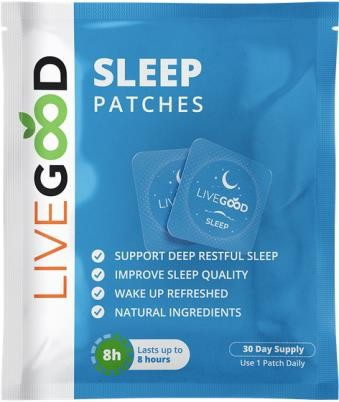 LIVEGOOD
SLEEP
PATCHES
LIVEGOOD
SLEEP
SUPPORT DEEP RESTFUL SLEEP
IMPROVE SLEEP QUALITY
WAKE UP REFRESHED
NATURAL INGREDIENTS
8h
Lasts up to
8 hours
30 Day Supply
Use 1 Patch Daily